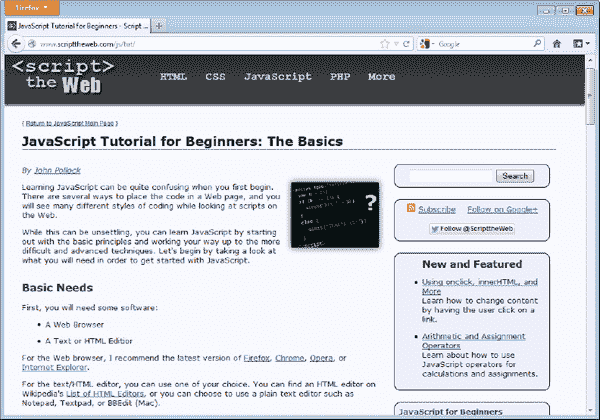 Firefox
JavaScript Tutorial for Beginners - Script ...
www.scripttheweb.com/js/tut/
Google
<script>
the Web
HTML CSS JavaScript PHP More
[ Return to JavaScript Main Page ]
JavaScript Tutorial for Beginners: The Basics
By John Pollock
Learning JavaScript can be quite confusing when you first begin.
There are several ways to place the code in a Web page, and you
will see many different styles of coding while looking at scripts on
the Web.
While this can be unsettling, you can learn JavaScript by starting
out with the basic principles and working your way up to the more
difficult and advanced techniques. Let's begin by taking a look at
what you will need in order to get started with JavaScript.
?
Basic Needs
First, you will need some software:
• A Web Browser
• A Text or HTML Editor
For the Web browser, I recommend the latest version of Firefox, Chrome, Opera, or
Internet Explorer.
For the text/HTML editor, you can use one of your choice. You can find an HTML editor on
Wikipedia's List of HTML Editors, or you can choose to use a plain text editor such as
Notepad, Textpad, or BBEdit (Mac).
Search
Subscribe Follow on Google+
Follow @ScripttheWeb
New and Featured
• Using onclick, innerHTML, and
More
Learn how to change content
by having the user click on a
link.
• Arithmetic and Assignment
Operators
Learn about how to use
JavaScript operators for
calculations and assignments.
JavaScript for Beginners